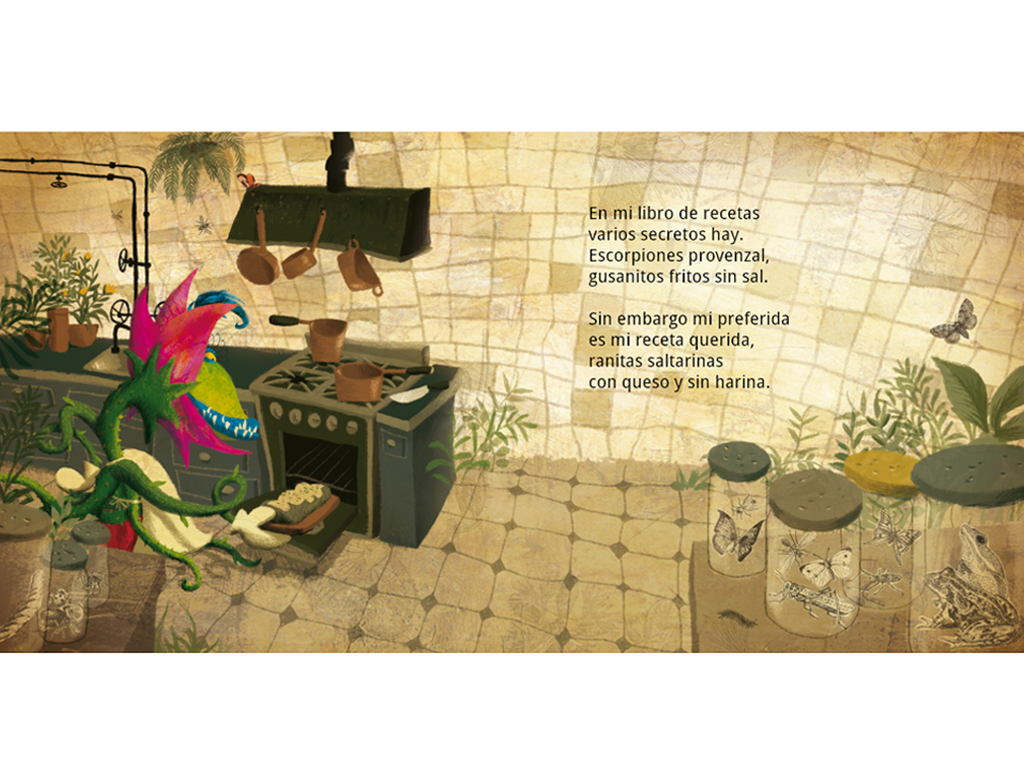 En mi libro de recetas
varios secretos hay.
Escorpiones provenzal,
gusanitos fritos sin sal.
Sin embargo mi preferida
es mi receta querida,
ranitas saltarinas
con queso y sin harina.